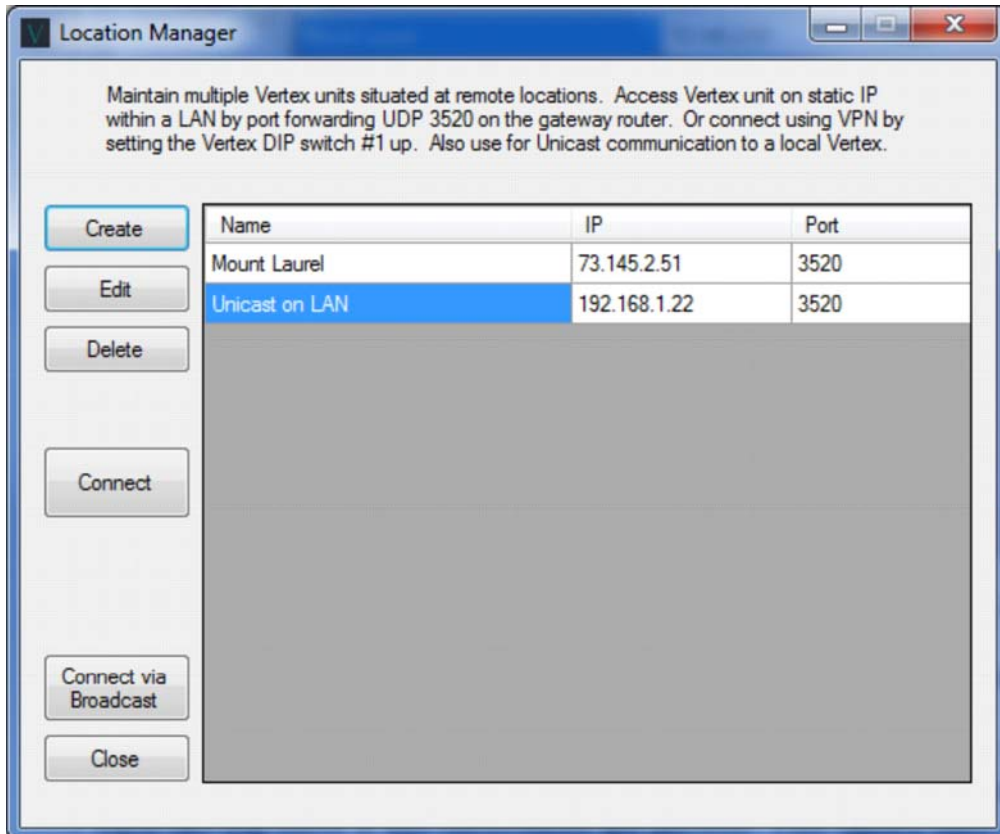 Location Manager
Maintain multiple Vertex units situated at remote locations. Access Vertex unit on static IP
within a LAN by port forwarding UDP 3520 on the gateway router. Or connect using VPN by
setting the Vertex DIP switch #1 up. Also use for Unicast communication to a local Vertex.
Create
Edit
Delete
Connect
Connect via
Broadcast
Close
Name IP Port
Mount Laurel 73.145.2.51 3520
Unicast on LAN 192.168.1.22 3520